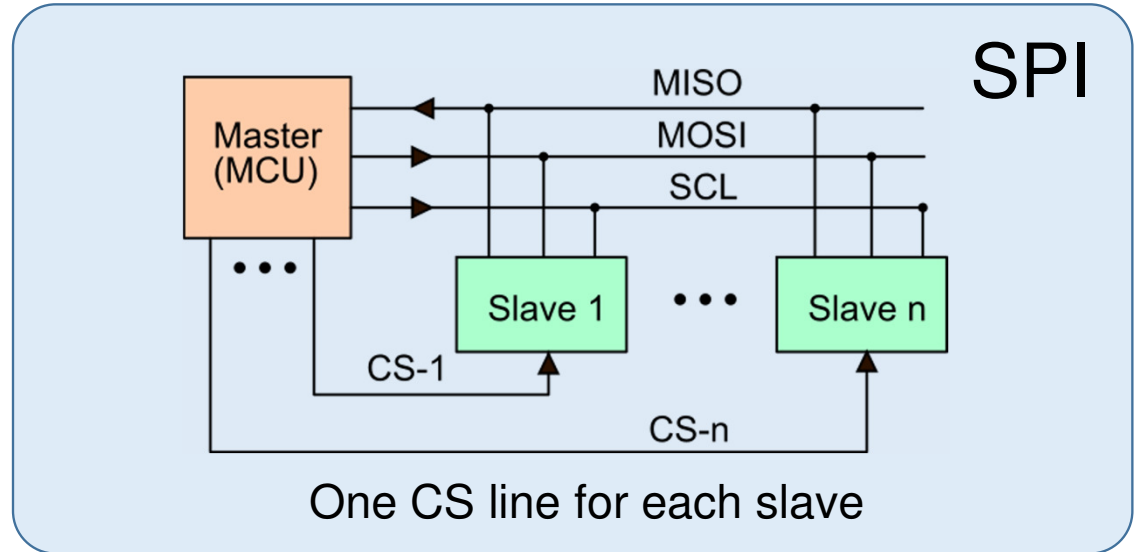 SPI
MISO
Master
(MCU)
MOSI
SCL
Slave 1
Slave n
CS-1
CS-n
One CS line for each slave